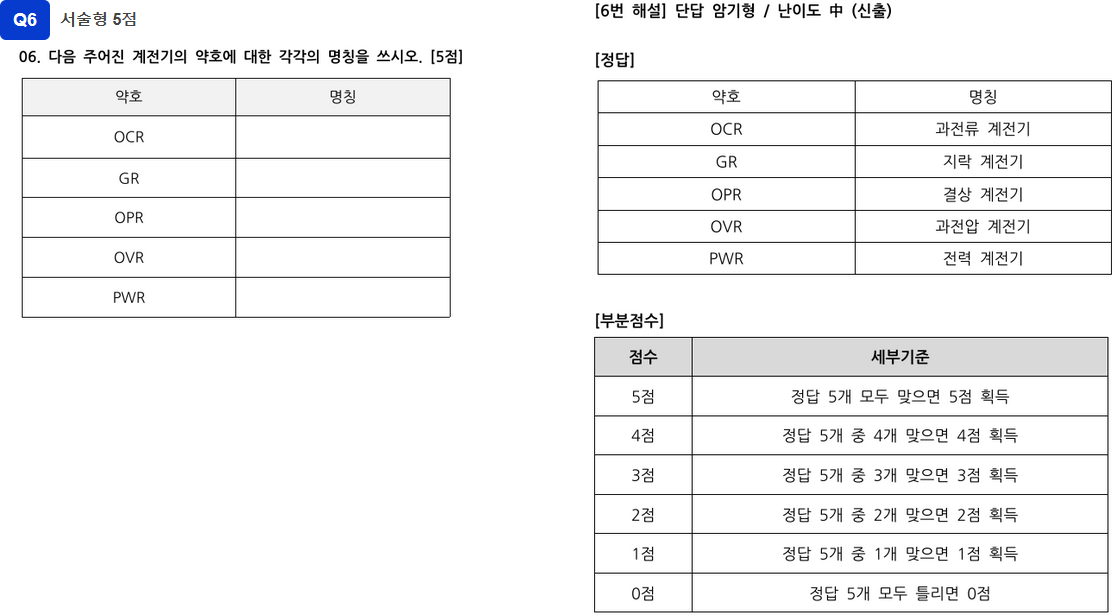 Q6 서술형 5점
06. 다음 주어진 계전기의 약호에 대한 각각의 명칭을 쓰시오. [5점]
약호 명칭
OCR
GR
OPR
OVR
PWR
[6번 해설] 단답 암기형 / 난이도 中 (신출)
[정답]
약호 명칭
OCR 과전류 계전기
GR 지락 계전기
OPR 결상 계전기
OVR 과전압 계전기
PWR 전력 계전기
[부분점수]
점수 세부기준
5점 정답 5개 모두 맞으면 5점 획득
4점 정답 5개 중 4개 맞으면 4점 획득
3점 정답 5개 중 3개 맞으면 3점 획득
2점 정답 5개 중 2개 맞으면 2점 획득
1점 정답 5개 중 1개 맞으면 1점 획득
0점 정답 5개 모두 틀리면 0점